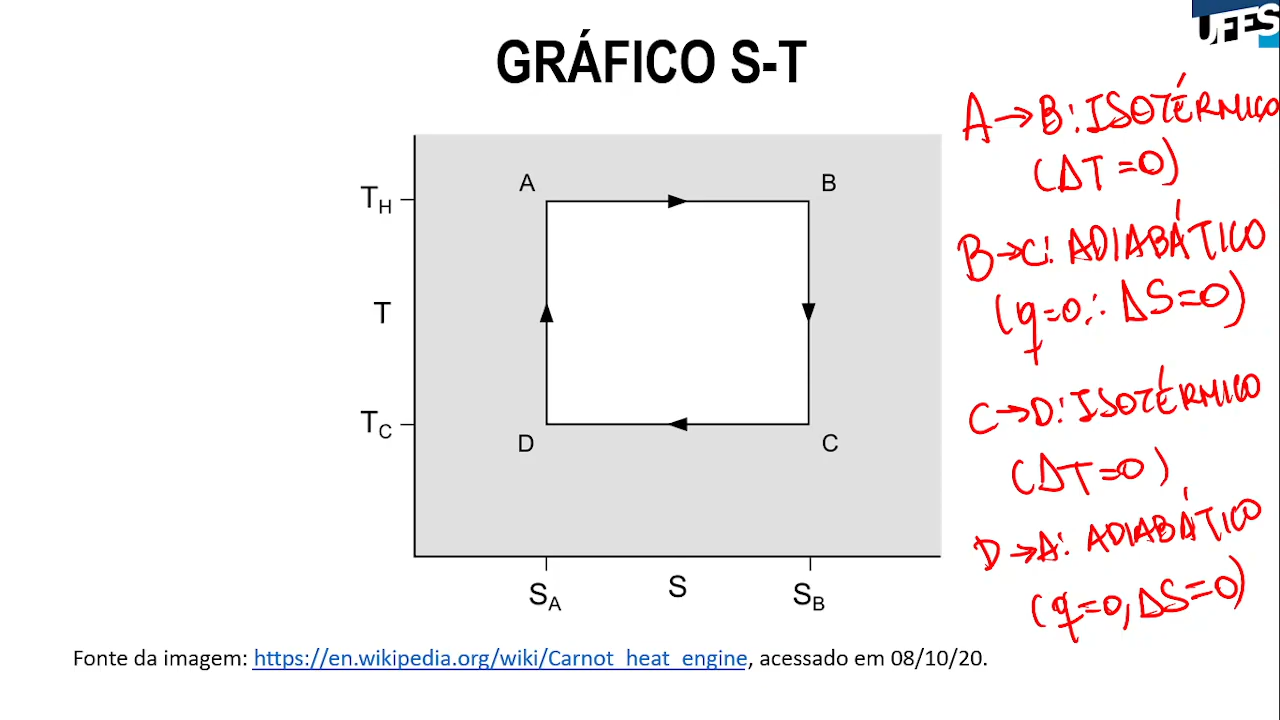 UFES
GRÁFICO S-T
A → B: ISOTÉRMICO
(ΔT = 0)
B → C: ADIABÁTICO
(q=0 ∴ ΔS=0)
C → D: ISOTÉRMICO
(ΔT=0)
D → A: ADIABÁTICO
(q=0, ΔS=0)
A
B
T_H
T
T_C
D
C
S_A
S
S_B
Fonte da imagem: https://en.wikipedia.org/wiki/Carnot_heat_engine, acessado em 08/10/20.